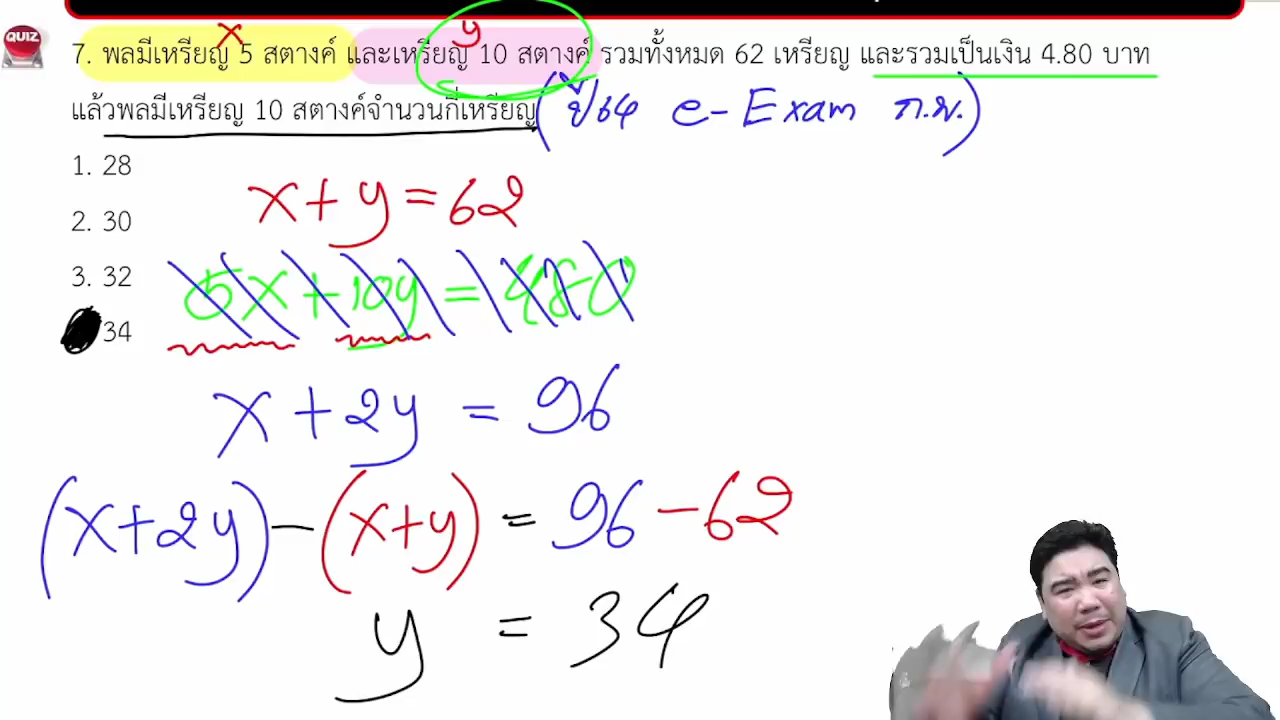 QUIZ
x y
7. พลมีเหรียญ 5 สตางค์ และเหรียญ 10 สตางค์ รวมทั้งหมด 62 เหรียญ และรวมเป็นเงิน 4.80 บาท
แล้วพลมีเหรียญ 10 สตางค์จำนวนกี่เหรียญ (ปี 64 e-Exam ก.พ.)
1. 28
x+y=62
2. 30
3. 32
5x+10y=480
34
x+2y=96
(x+2y)-(x+y)=96-62
y=34